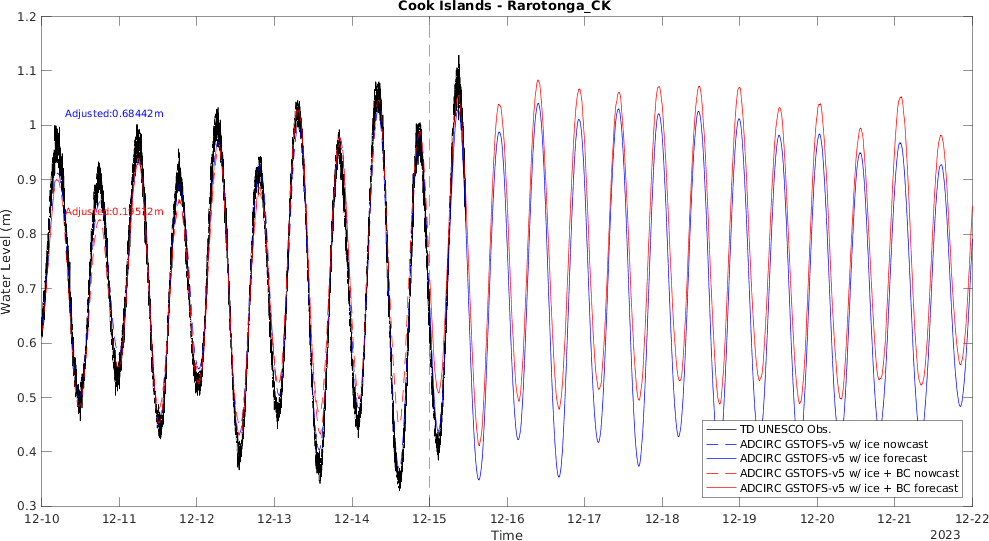 Cook Islands - Rarotonga_CK
1.2
1.1
1
0.9
0.8
0.7
0.6
0.5
0.4
0.3
Water Level (m)
Adjusted:0.68442m
Adjusted:0.19572m
TD UNESCO Obs.
ADCIRC GSTOFS-v5 w/ ice nowcast
ADCIRC GSTOFS-v5 w/ ice forecast
ADCIRC GSTOFS-v5 w/ ice + BC nowcast
ADCIRC GSTOFS-v5 w/ ice + BC forecast
12-10 12-11 12-12 12-13 12-14 12-15 12-16 12-17 12-18 12-19 12-20 12-21 12-22
Time
2023